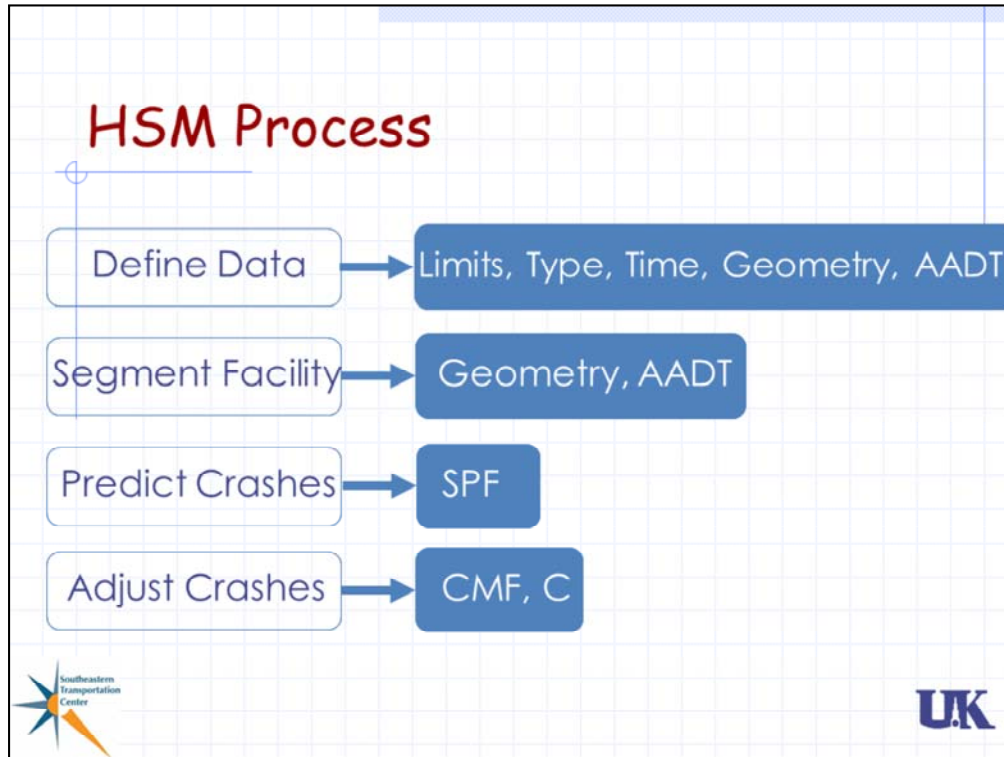 HSM Process
Define Data
Limits, Type, Time, Geometry, AADT
Segment Facility
Geometry, AADT
Predict Crashes
SPF
Adjust Crashes
CMF, C
Southeastern
Transportation
Center
UK